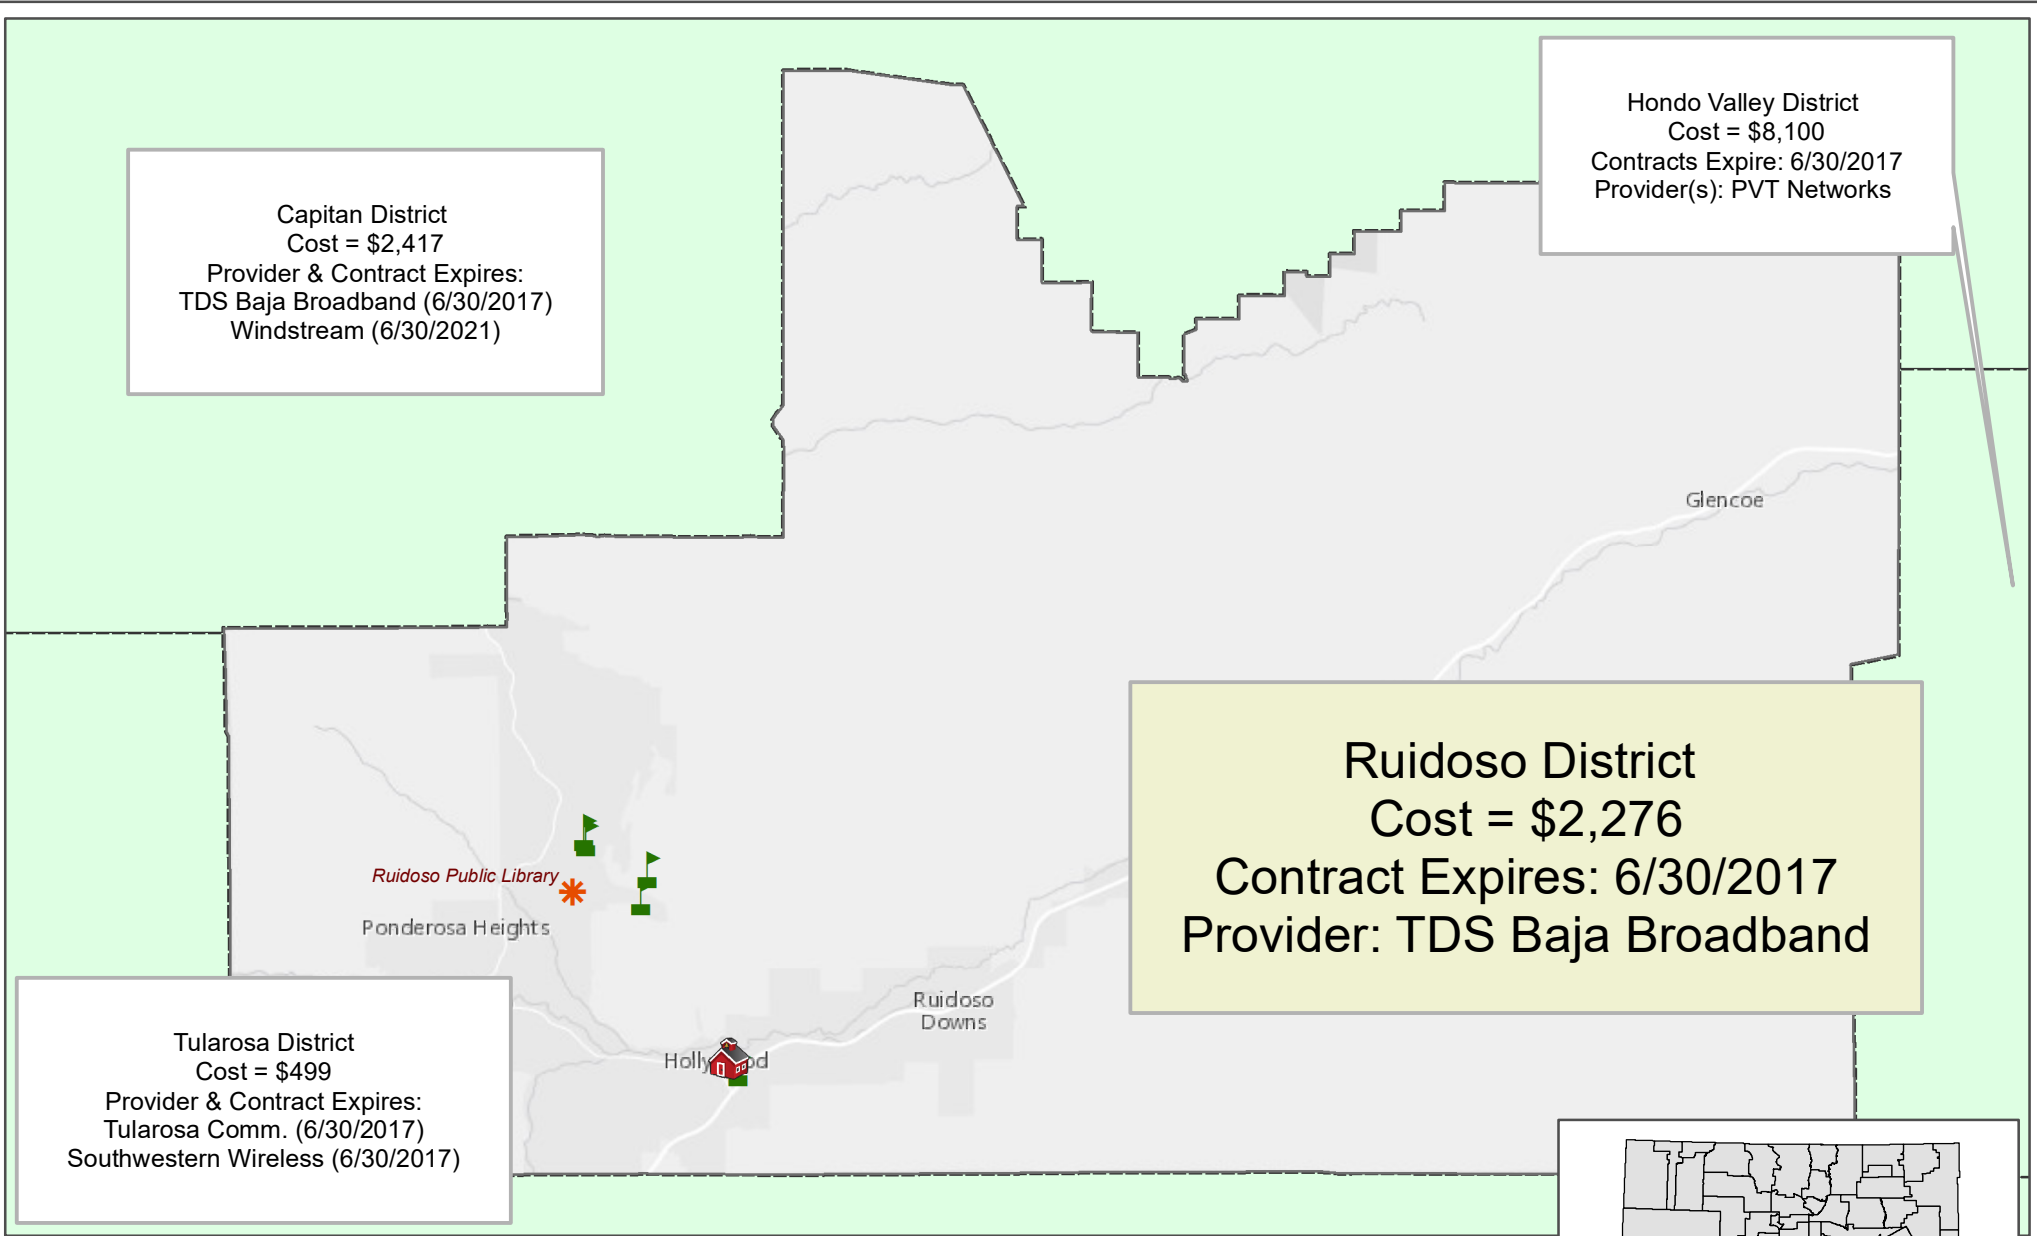 Hondo Valley District
Cost = $8,100
Contracts Expire: 6/30/2017
Provider(s): PVT Networks
Capitan District
Cost = $2,417
Provider & Contract Expires:
TDS Baja Broadband (6/30/2017)
Windstream (6/30/2021)
Glencoe
Ruidoso District
Cost = $2,276
Contract Expires: 6/30/2017
Provider: TDS Baja Broadband
Ruidoso Public Library
Ponderosa Heights
Ruidoso
Downs
Tularosa District
Cost = $499
Provider & Contract Expires:
Tularosa Comm. (6/30/2017)
Southwestern Wireless (6/30/2017)